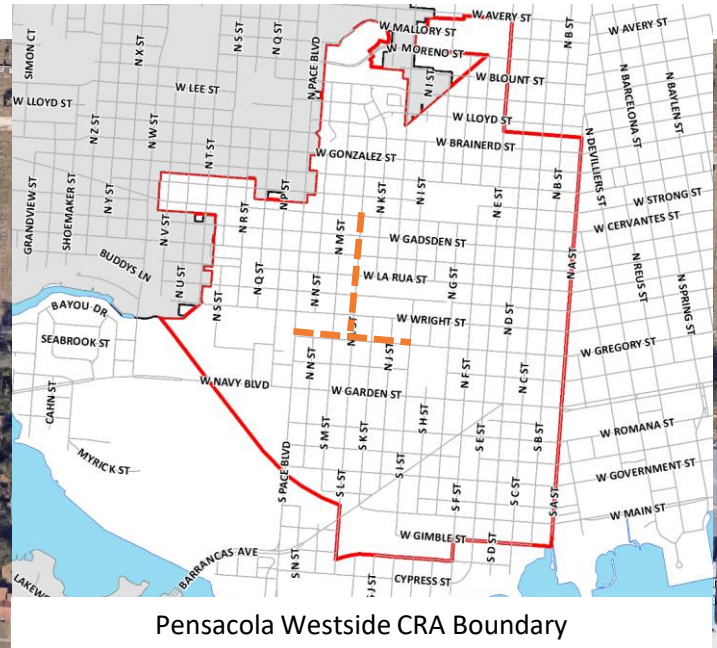 W AVERY ST
W MALLORY ST
W AVERY ST
N B ST
SIMON CT
N X ST
N S ST
N Q ST
N PACE BLVD
W MORENO ST
W BLOUNT ST
N I ST
W LEE ST
W LLOYD ST
N BARCELONA ST
N BAYLEN ST
W LLOYD ST
N Z ST
N W ST
N T ST
W BRAINERD ST
W GONZALEZ ST
N DEVILLIERS ST
GRANDVIEW ST
SHOEMAKER ST
N Y ST
N P ST
N K ST
N I ST
N E ST
N B ST
W STRONG ST
W CERVANTES ST
N V ST
N R ST
N M ST
W GADSDEN ST
N A ST
BUDDYS LN
N U ST
N Q ST
N N ST
W LA RUA ST
N G ST
N REUS ST
N SPRING ST
BAYOU DR
N S ST
W WRIGHT ST
N D ST
SEABROOK ST
N N ST
N J ST
W GREGORY ST
CAHN ST
W NAVY BLVD
W GARDEN ST
N F ST
N C ST
S M ST
S K ST
S H ST
S E ST
S B ST
W ROMANA ST
MYRICK ST
S PACE BLVD
S L ST
S I ST
S F ST
S C ST
S A ST
W GOVERNMENT ST
W MAIN ST
W GIMBLE ST
S D ST
BARRANCAS AVE
S N ST
S J ST
CYPRESS ST
Pensacola Westside CRA Boundary